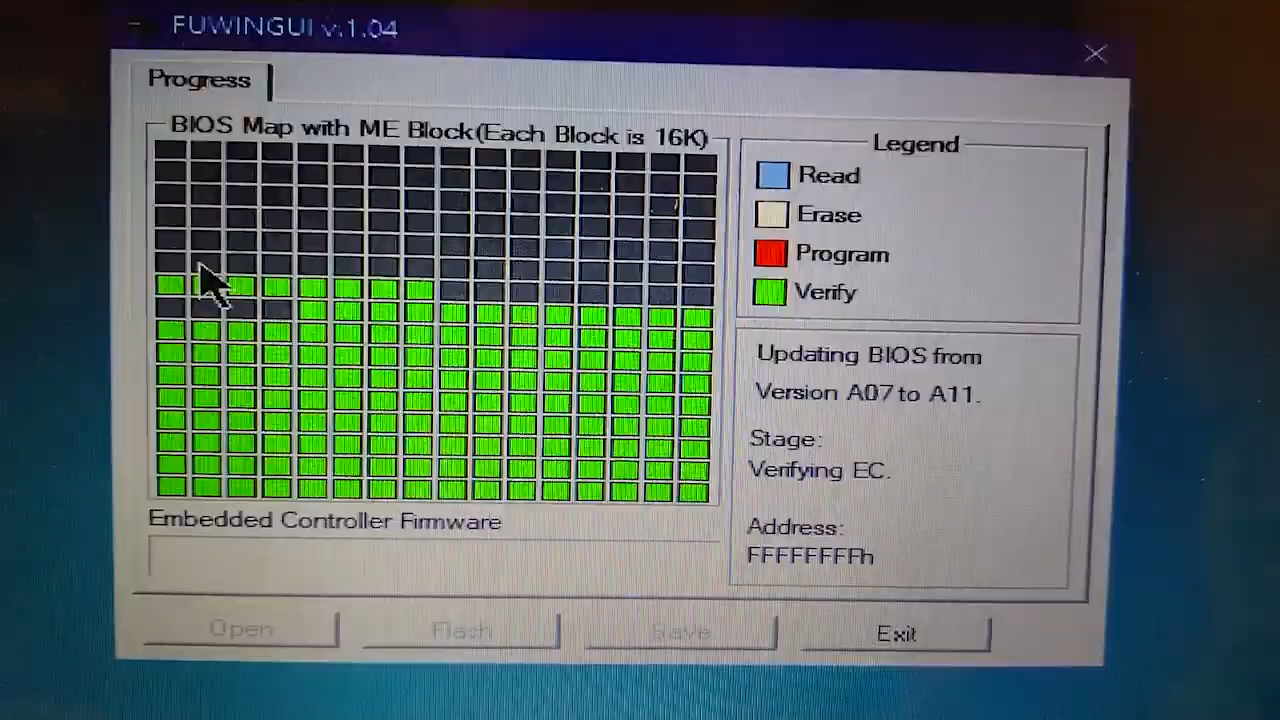 FUWINGUI v.1.04
Progress
BIOS Map with ME Block(Each Block is 16K)
Legend
Read
Erase
Program
Verify
Updating BIOS from
Version A07 to A11.
Stage:
Verifying EC.
Address:
FFFFFFFFh
Embedded Controller Firmware
Open
Flash
Save
Exit